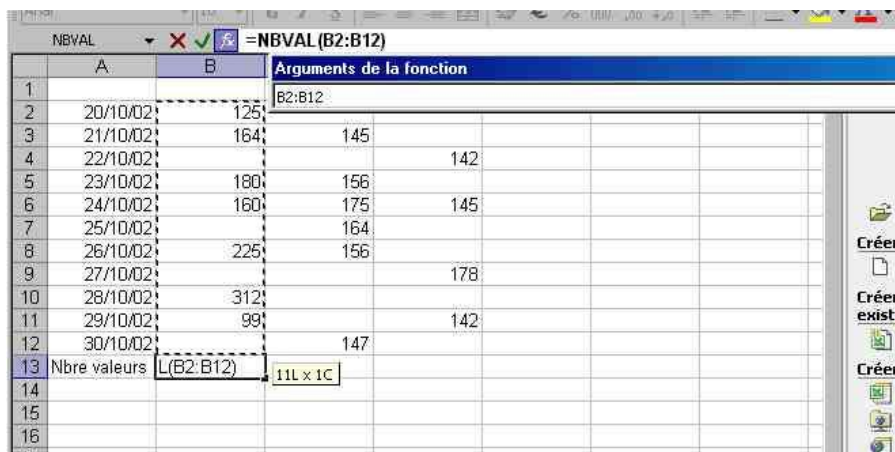 NBVAL =NBVAL(B2:B12)
A B Arguments de la fonction
1 B2:B12
2 20/10/02 125
3 21/10/02 164 145
4 22/10/02 142
5 23/10/02 180 156
6 24/10/02 160 175 145
7 25/10/02 164
8 26/10/02 225 156
9 27/10/02 178
10 28/10/02 312
11 29/10/02 99 142
12 30/10/02 147
13 Nbre valeurs L(B2:B12) 11L x 1C
14
15
16
Créer
Créer
exist
Créer